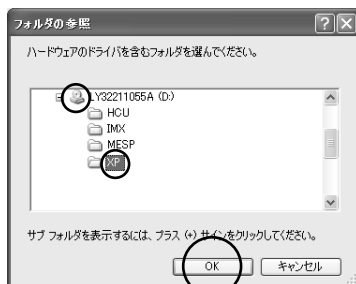 フォルダの参照
ハードウェアのドライバを含むフォルダを選んでください。
LY32211055A (D:)
HCU
IMX
MESP
XP
サブ フォルダを表示するには、プラス (+) サインをクリックしてください。
OK
キャンセル